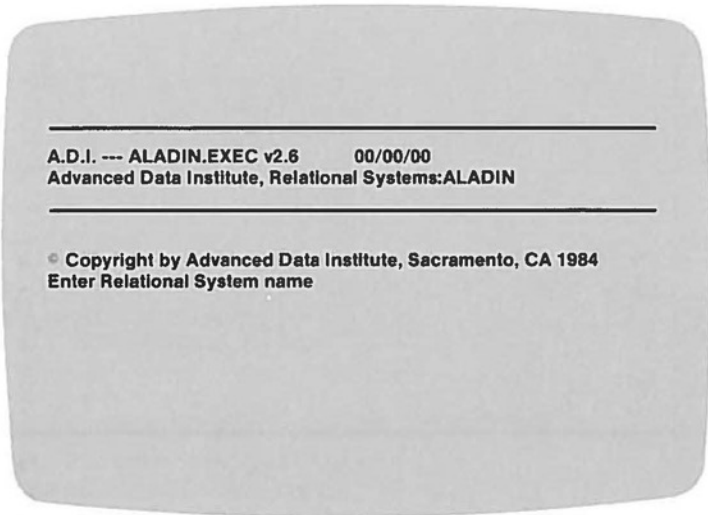 A.D.I. --- ALADIN.EXEC v2.6 00/00/00
Advanced Data Institute, Relational Systems:ALADIN
© Copyright by Advanced Data Institute, Sacramento, CA 1984
Enter Relational System name